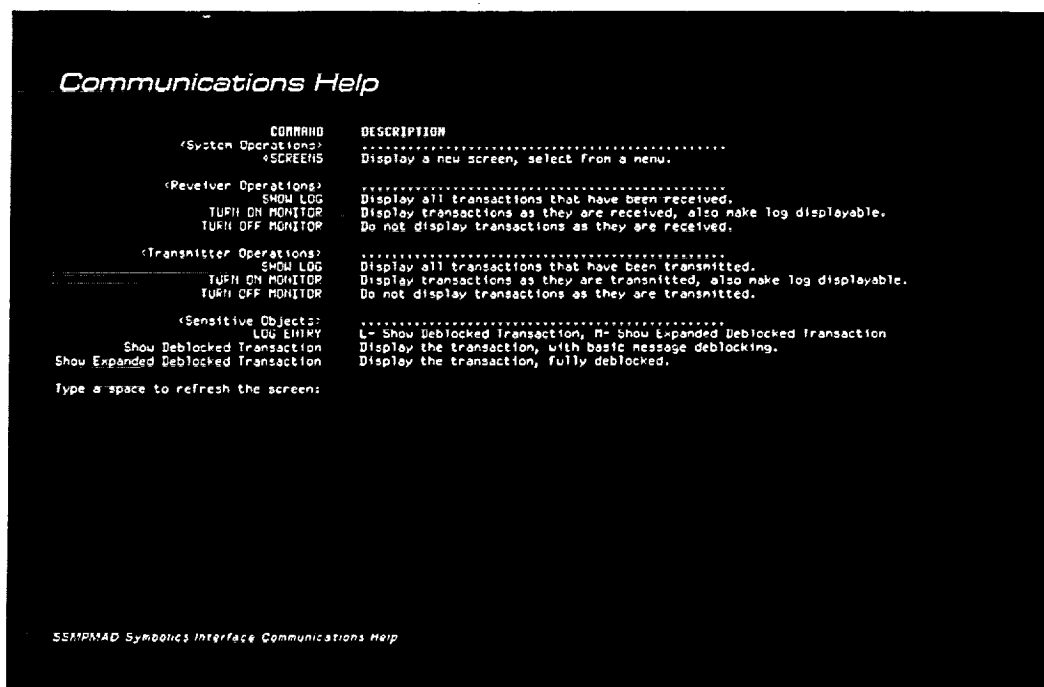 Communications Help
COMMAND DESCRIPTION
<System Operations> ................................................
<SCREENS Display a new screen, select from a menu.
<Reveiver Operations> ................................................
SHOW LOG Display all transactions that have been received.
TURN ON MONITOR Display transactions as they are received, also make log displayable.
TURN OFF MONITOR Do not display transactions as they are received.
<Transmitter Operations> ................................................
SHOW LOG Display all transactions that have been transmitted.
TURN ON MONITOR Display transactions as they are transmitted, also make log displayable.
TURN OFF MONITOR Do not display transactions as they are transmitted.
<Sensitive Objects> ................................................
LOG ENTRY L- Show Deblocked Transaction, M- Show Expanded Deblocked Transaction
Show Deblocked Transaction Display the transaction, with basic message deblocking.
Show Expanded Deblocked Transaction Display the transaction, fully deblocked.
Type a space to refresh the screen:
SSMPMAD Symbolics Interface Communications Help